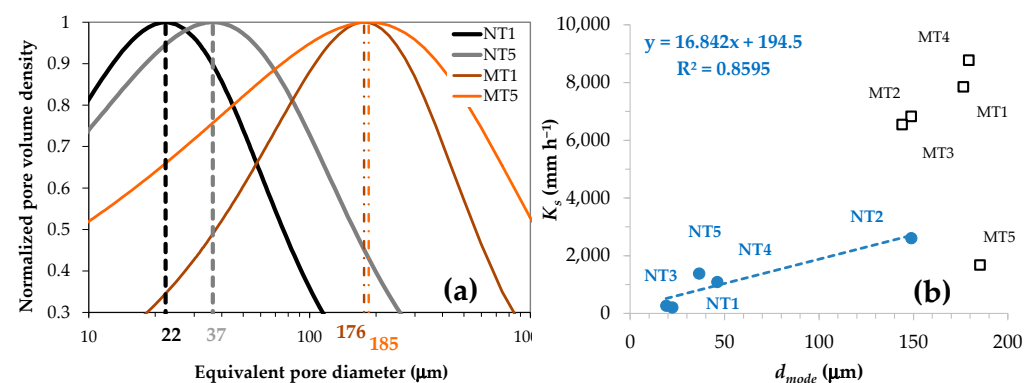 (a)
Normalized pore volume density
1
0.9
0.8
0.7
0.6
0.5
0.4
0.3
NT1
NT5
MT1
MT5
10
22
37
100
176
185
10
Equivalent pore diameter (μm)
(b)
y = 16.842x + 194.5
R² = 0.8595
Kₛ (mm h⁻¹)
10,000
8,000
6,000
4,000
2,000
0
MT4
MT2
MT1
MT3
NT2
NT5
NT4
MT5
NT3
NT1
0
50
100
150
200
d_mode (μm)